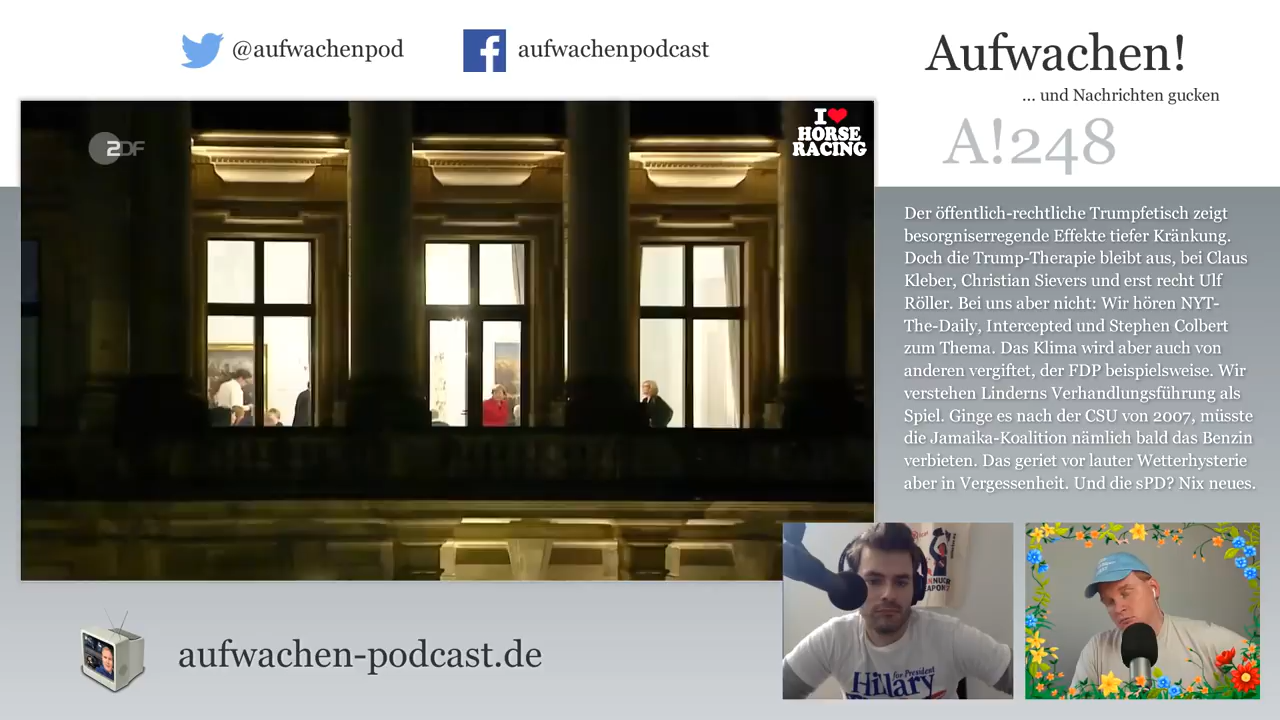 @aufwachenpod
aufwachenpodcast
Aufwachen!
... und Nachrichten gucken
A!248
ZDF
I
HORSE
RACING
Der öffentlich-rechtliche Trumpfetisch zeigt
besorgniserregende Effekte tiefer Kränkung.
Doch die Trump-Therapie bleibt aus, bei Claus
Kleber, Christian Sievers und erst recht Ulf
Röller. Bei uns aber nicht: Wir hören NYT-
The-Daily, Intercepted und Stephen Colbert
zum Thema. Das Klima wird aber auch von
anderen vergiftet, der FDP beispielsweise. Wir
verstehen Linderns Verhandlungsführung als
Spiel. Ginge es nach der CSU von 2007, müsste
die Jamaika-Koalition nämlich bald das Benzin
verbieten. Das geriet vor lauter Wetterhysterie
aber in Vergessenheit. Und die sPD? Nix neues.
for President
Hillary
aufwachen-podcast.de